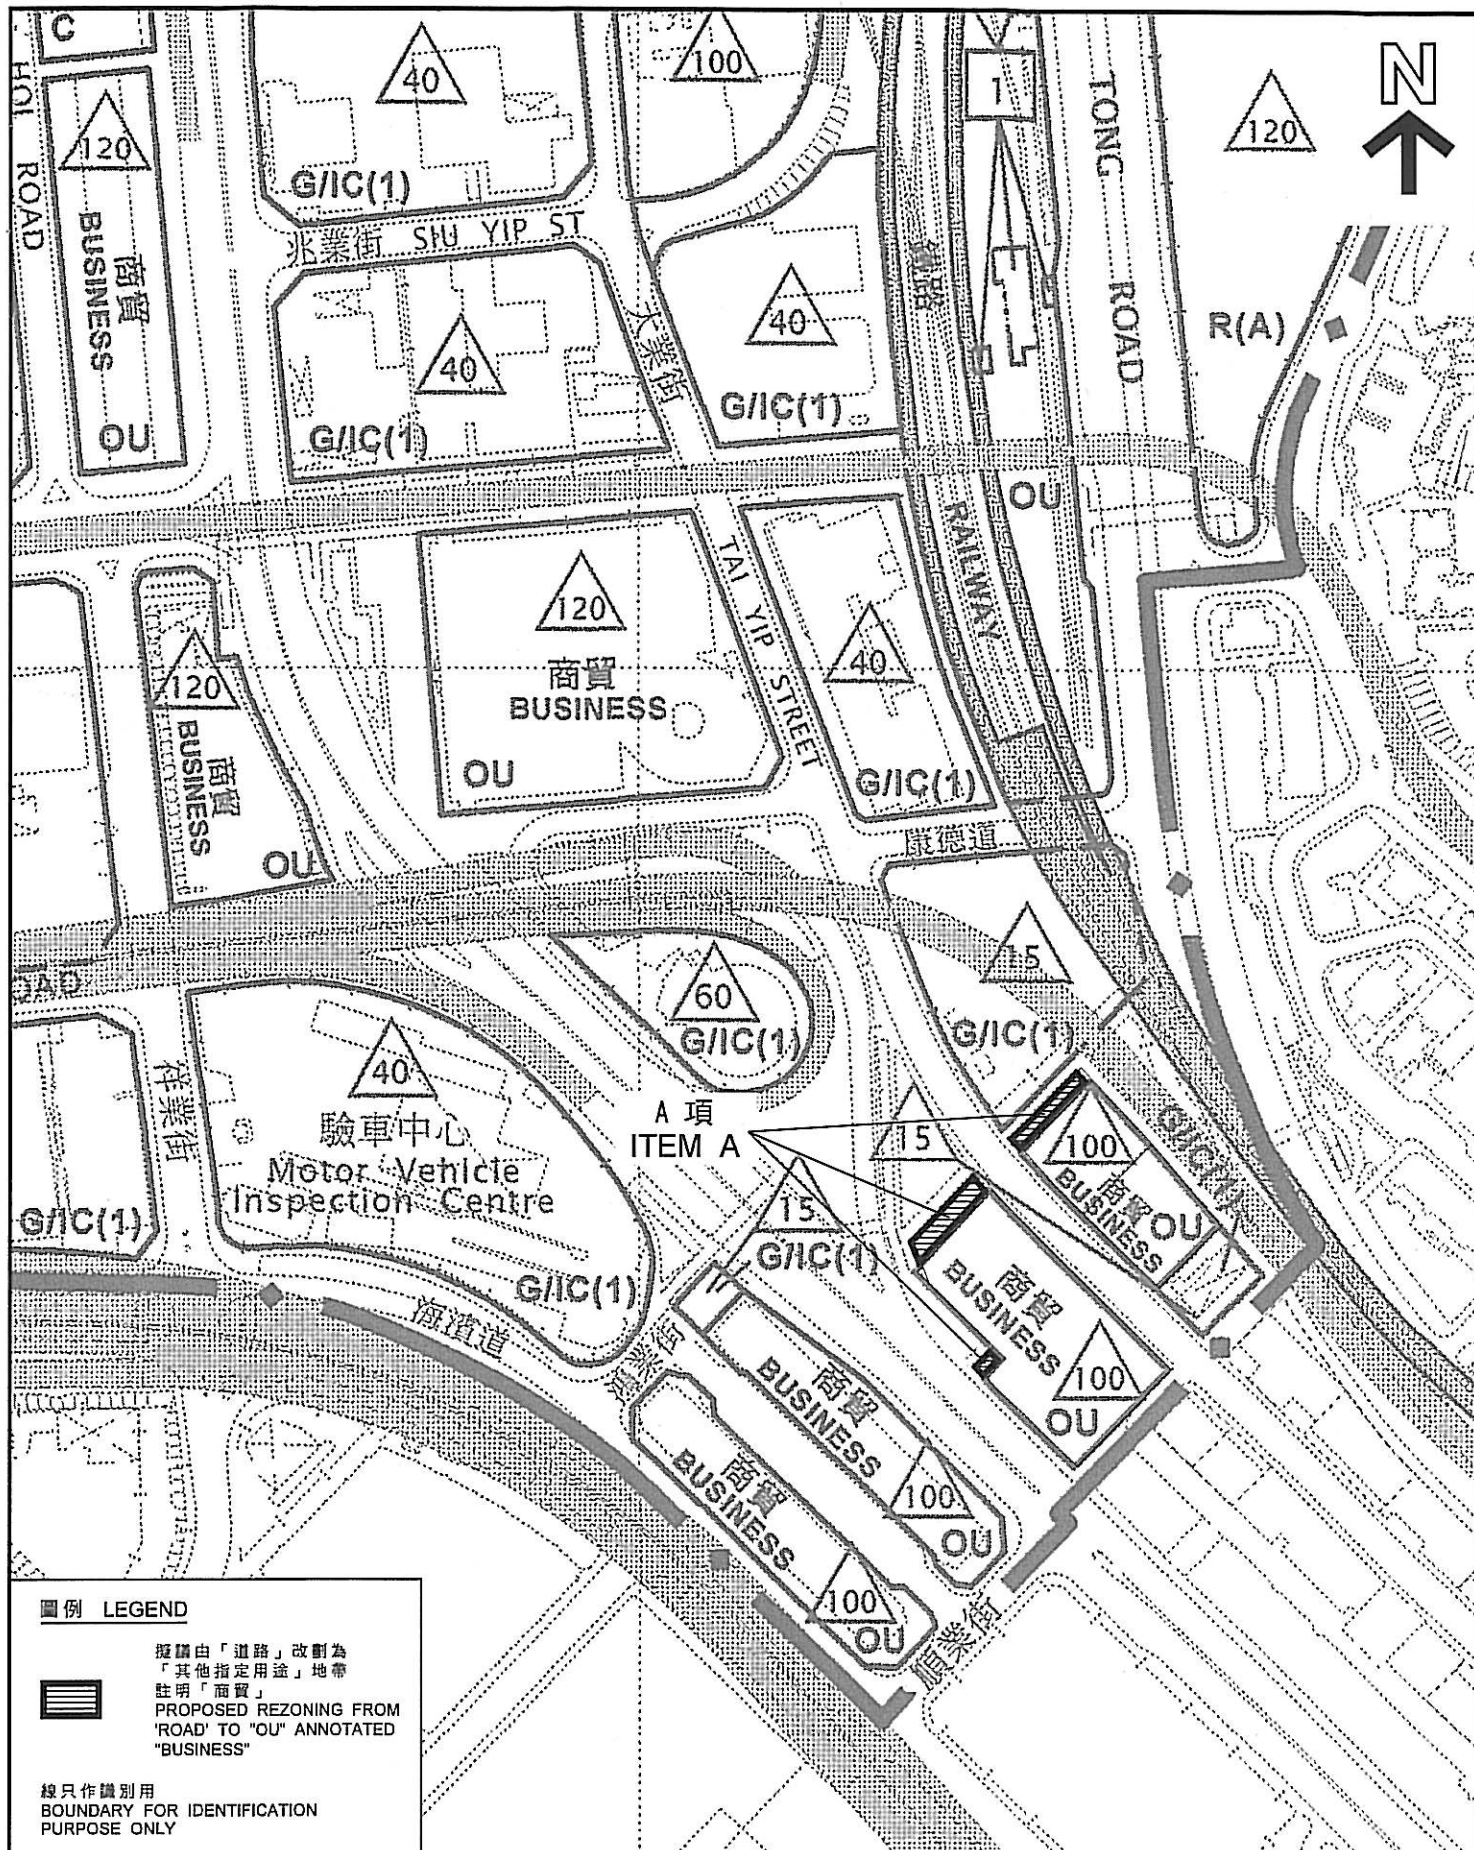 C
HOI ROAD
120
商貿
BUSINESS
OU
40
G/IC(1)
100
1
TONG ROAD
120
N
兆業街 SIU YIP ST
大業街
鐵路
40
G/IC(1)
40
G/IC(1)
R(A)
OU
RAILWAY
120
商貿
BUSINESS
OU
TAI YIP STREET
40
G/IC(1)
120
商貿
BUSINESS
OU
康德道
15
G/IC(1)
60
G/IC(1)
OAD
祥業街
40
驗車中心
Motor Vehicle
Inspection Centre
G/IC(1)
G/IC(1)
A 項
ITEM A
15
15
G/IC(1)
100
商貿
BUSINESS
OU
G/IC(1)
商貿
BUSINESS
100
OU
海濱道
商貿
BUSINESS
100
OU
商貿
BUSINESS
100
OU
順業街
圖例 LEGEND
擬議由「道路」改劃為
「其他指定用途」地帶
註明「商貿」
PROPOSED REZONING FROM
'ROAD' TO "OU" ANNOTATED
"BUSINESS"
線只作識別用
BOUNDARY FOR IDENTIFICATION
PURPOSE ONLY